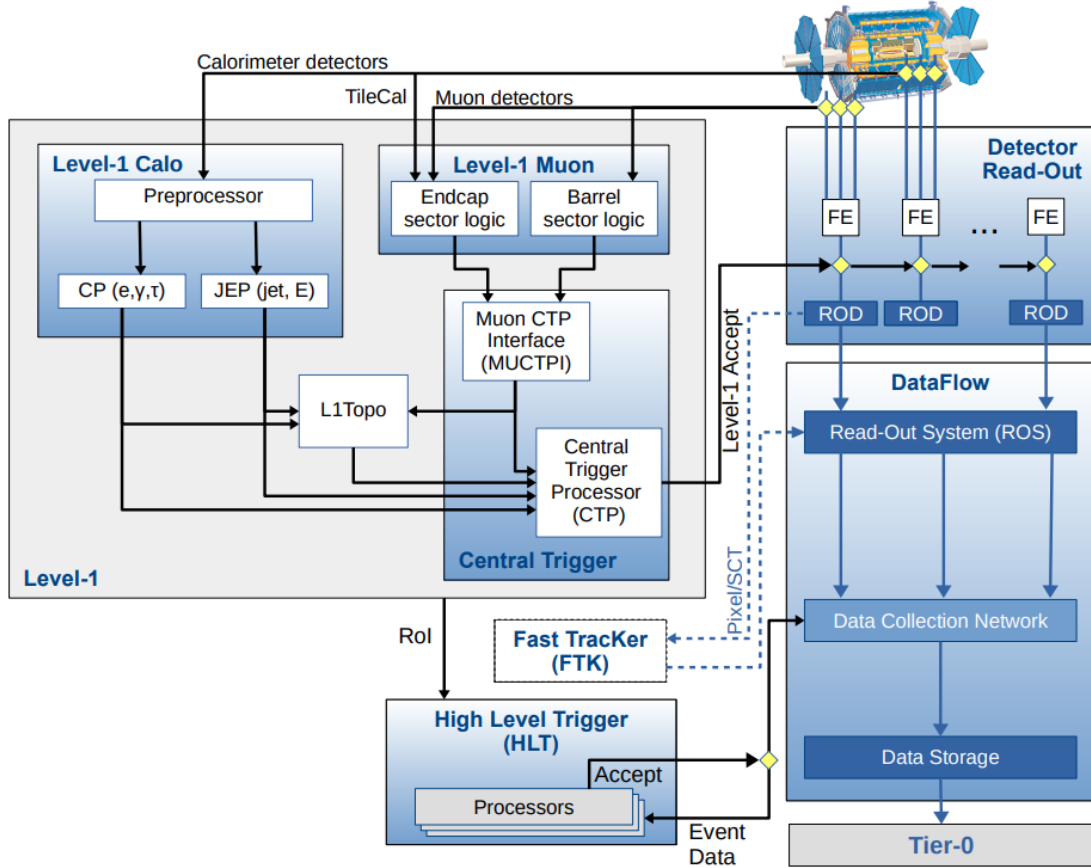 Calorimeter detectors
TileCal
Muon detectors
Level-1 Calo
Preprocessor
CP (e,γ,τ)
JEP (jet, E)
Level-1 Muon
Endcap
sector logic
Barrel
sector logic
Muon CTP
Interface
(MUCTPI)
L1Topo
Central
Trigger
Processor
(CTP)
Central Trigger
Level-1
Level-1 Accept
Detector
Read-Out
FE
FE
...
FE
ROD
ROD
ROD
DataFlow
Read-Out System (ROS)
Data Collection Network
Data Storage
Tier-0
Pixel/SCT
RoI
Fast TracKer
(FTK)
High Level Trigger
(HLT)
Accept
Processors
Event
Data